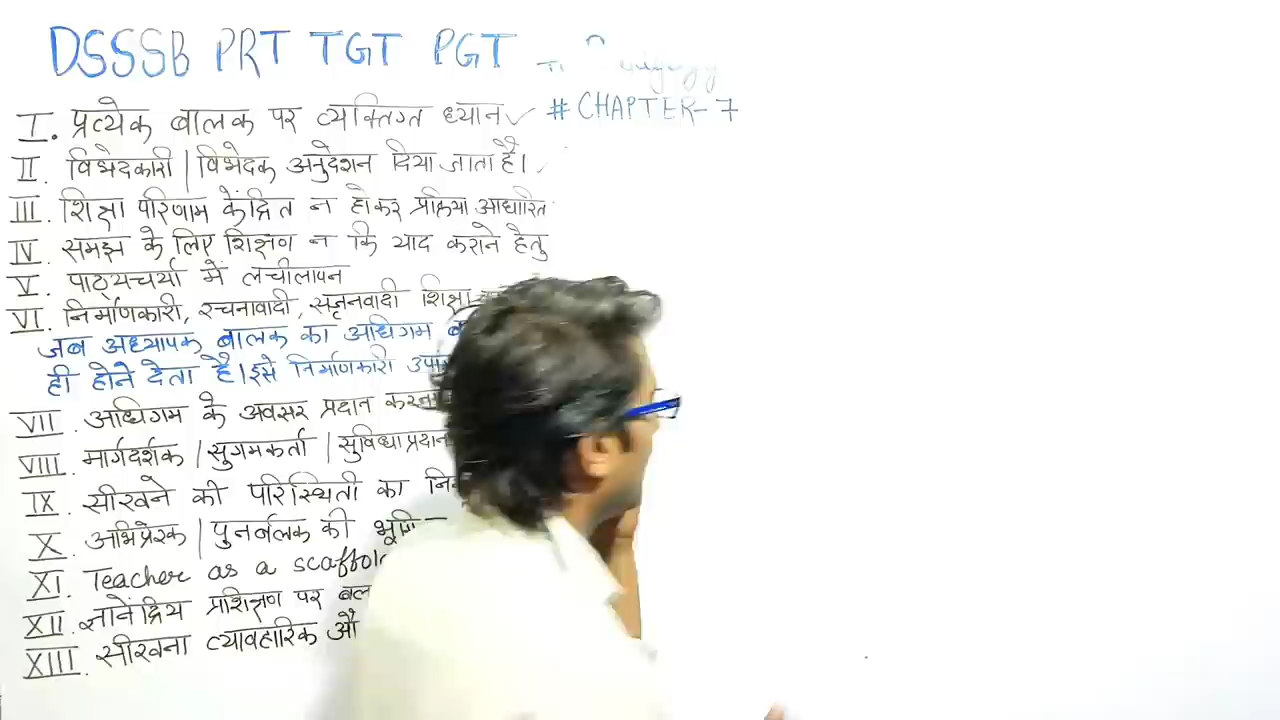 DSSSB PRT TGT PGT
# CHAPTER-7
I. प्रत्येक बालक पर व्यक्तिगत ध्यान ✓
II. विभेदकारी | विभेदक अनुदेशन दिया जाता है। ✓
III. शिक्षा परिणाम केंद्रित न होकर प्रक्रिया आधारित
IV. समझ के लिए शिक्षण न कि याद कराने हेतु
V. पाठ्यचर्या में लचीलापन
VI. निर्माणकारी, रचनावादी, सृजनवादी शिक्षा
जब अध्यापक बालक का अधिगम
ही होने देता है। इसे निर्माणकारी
VII. अधिगम के अवसर प्रदान करना
VIII. मार्गदर्शक | सुगमकर्ता | सुविधाप्रदान
IX. सीखने की परिस्थिती का
X. अभिप्रेरक | पुनर्बलक की
XI. Teacher as a
XII. ज्ञानेंद्रिय प्रशिक्षण पर बल
XIII. सीखना व्यावहारिक औ